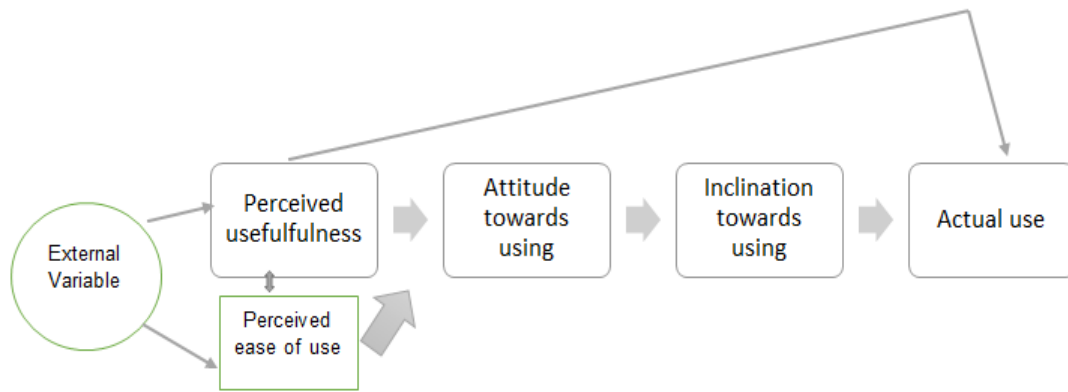 External
Variable
Perceived
usefulfulness
Perceived
ease of use
Attitude
towards
using
Inclination
towards
using
Actual use